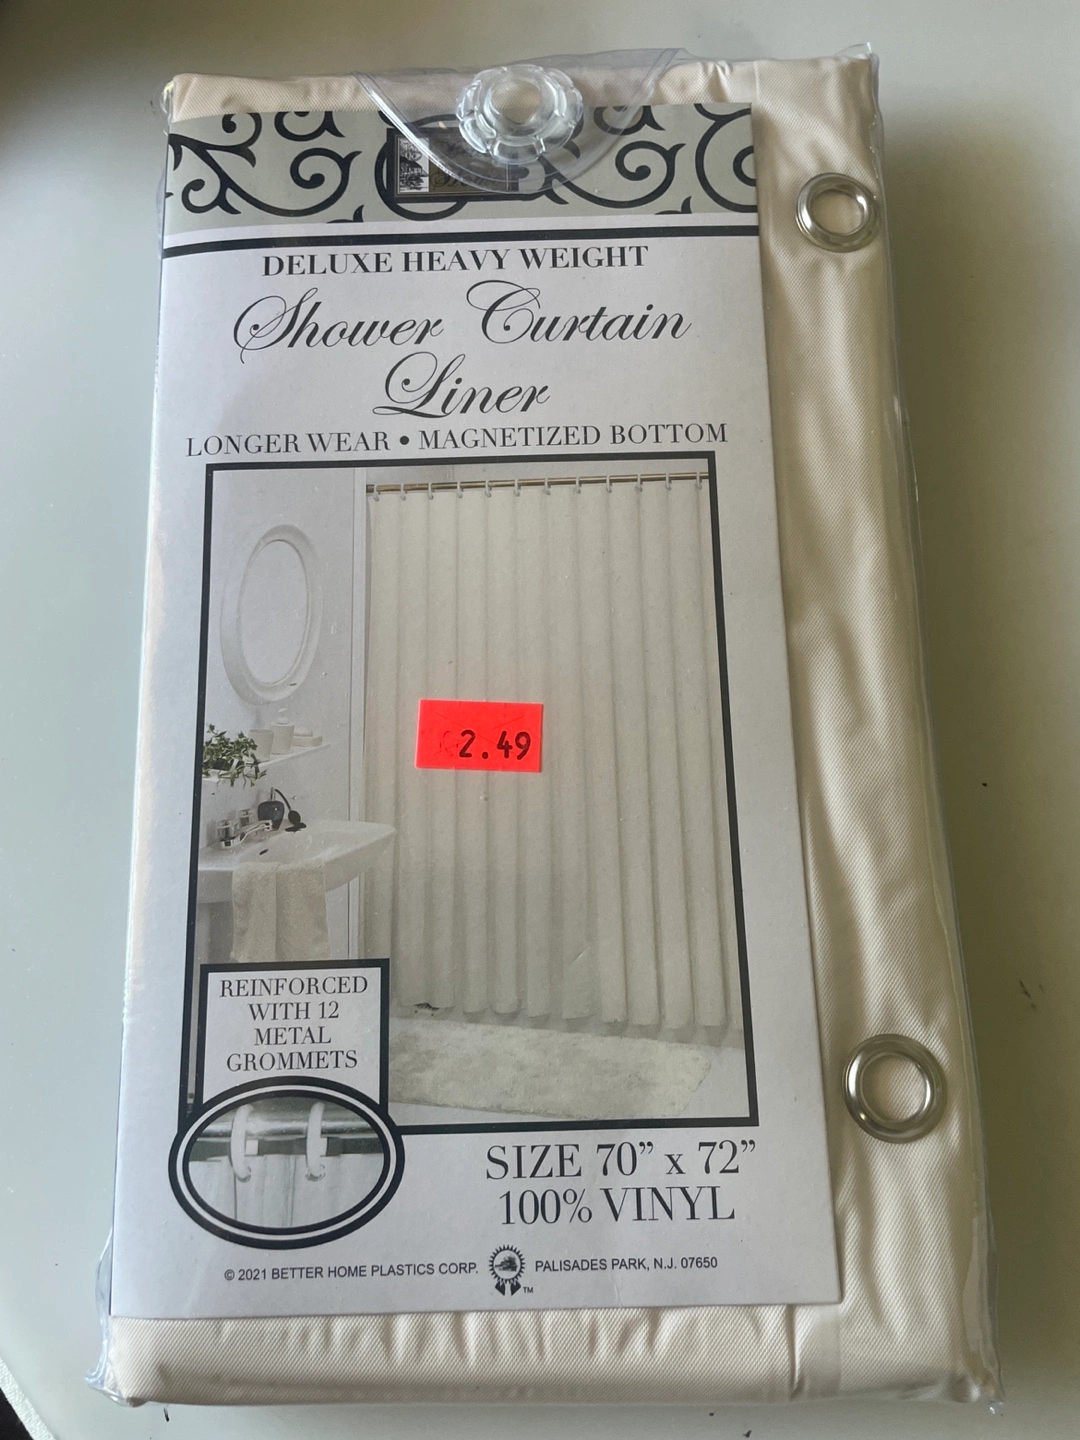 DELUXE HEAVY WEIGHT
Shower Curtain
Liner
LONGER WEAR • MAGNETIZED BOTTOM
2.49
REINFORCED
WITH 12
METAL
GROMMETS
SIZE 70” x 72”
100% VINYL
© 2021 BETTER HOME PLASTICS CORP. TM PALISADES PARK, N.J. 07650